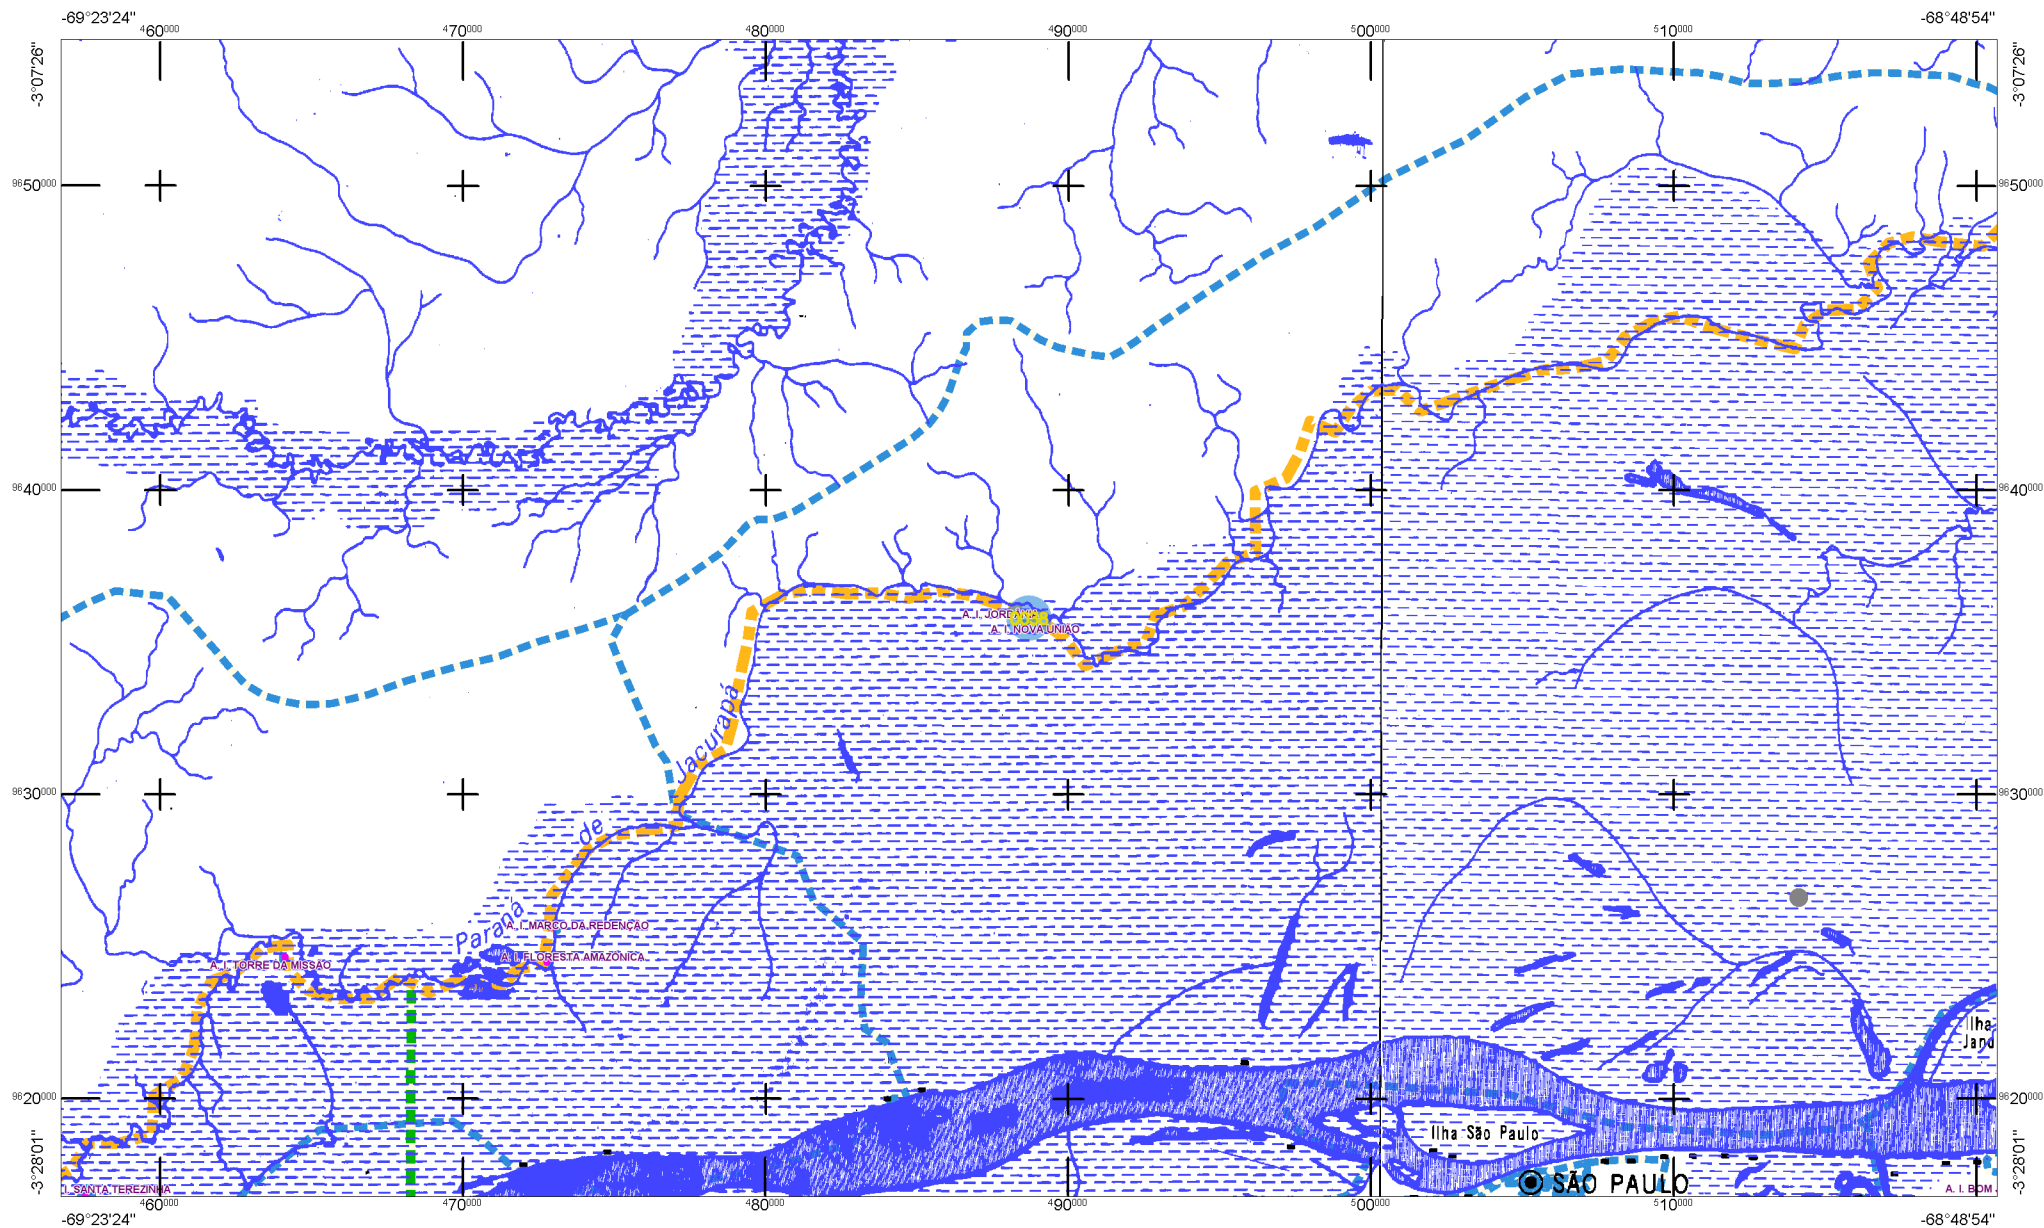 -69°23'24"
-68°48'54"
460000
470000
480000
490000
500000
510000
-3°07'26"
-3°07'26"
9650000
9650000
9640000
9640000
A. I. JORDÂNIA
A. I. NOVA UNIÃO
Jacurapá
9630000
9630000
de
Paraná
A. I. MARCO DA REDENÇÃO
A. I. FLORESTA AMAZÔNICA
A. I. TORRE DA MISSÃO
Ilha
Jand
9620000
9620000
Ilha São Paulo
-3°28'01"
-3°28'01"
SÃO PAULO
I. SANTA TEREZINHA
A. I. BOM
460000
470000
480000
490000
500000
510000
-69°23'24"
-68°48'54"